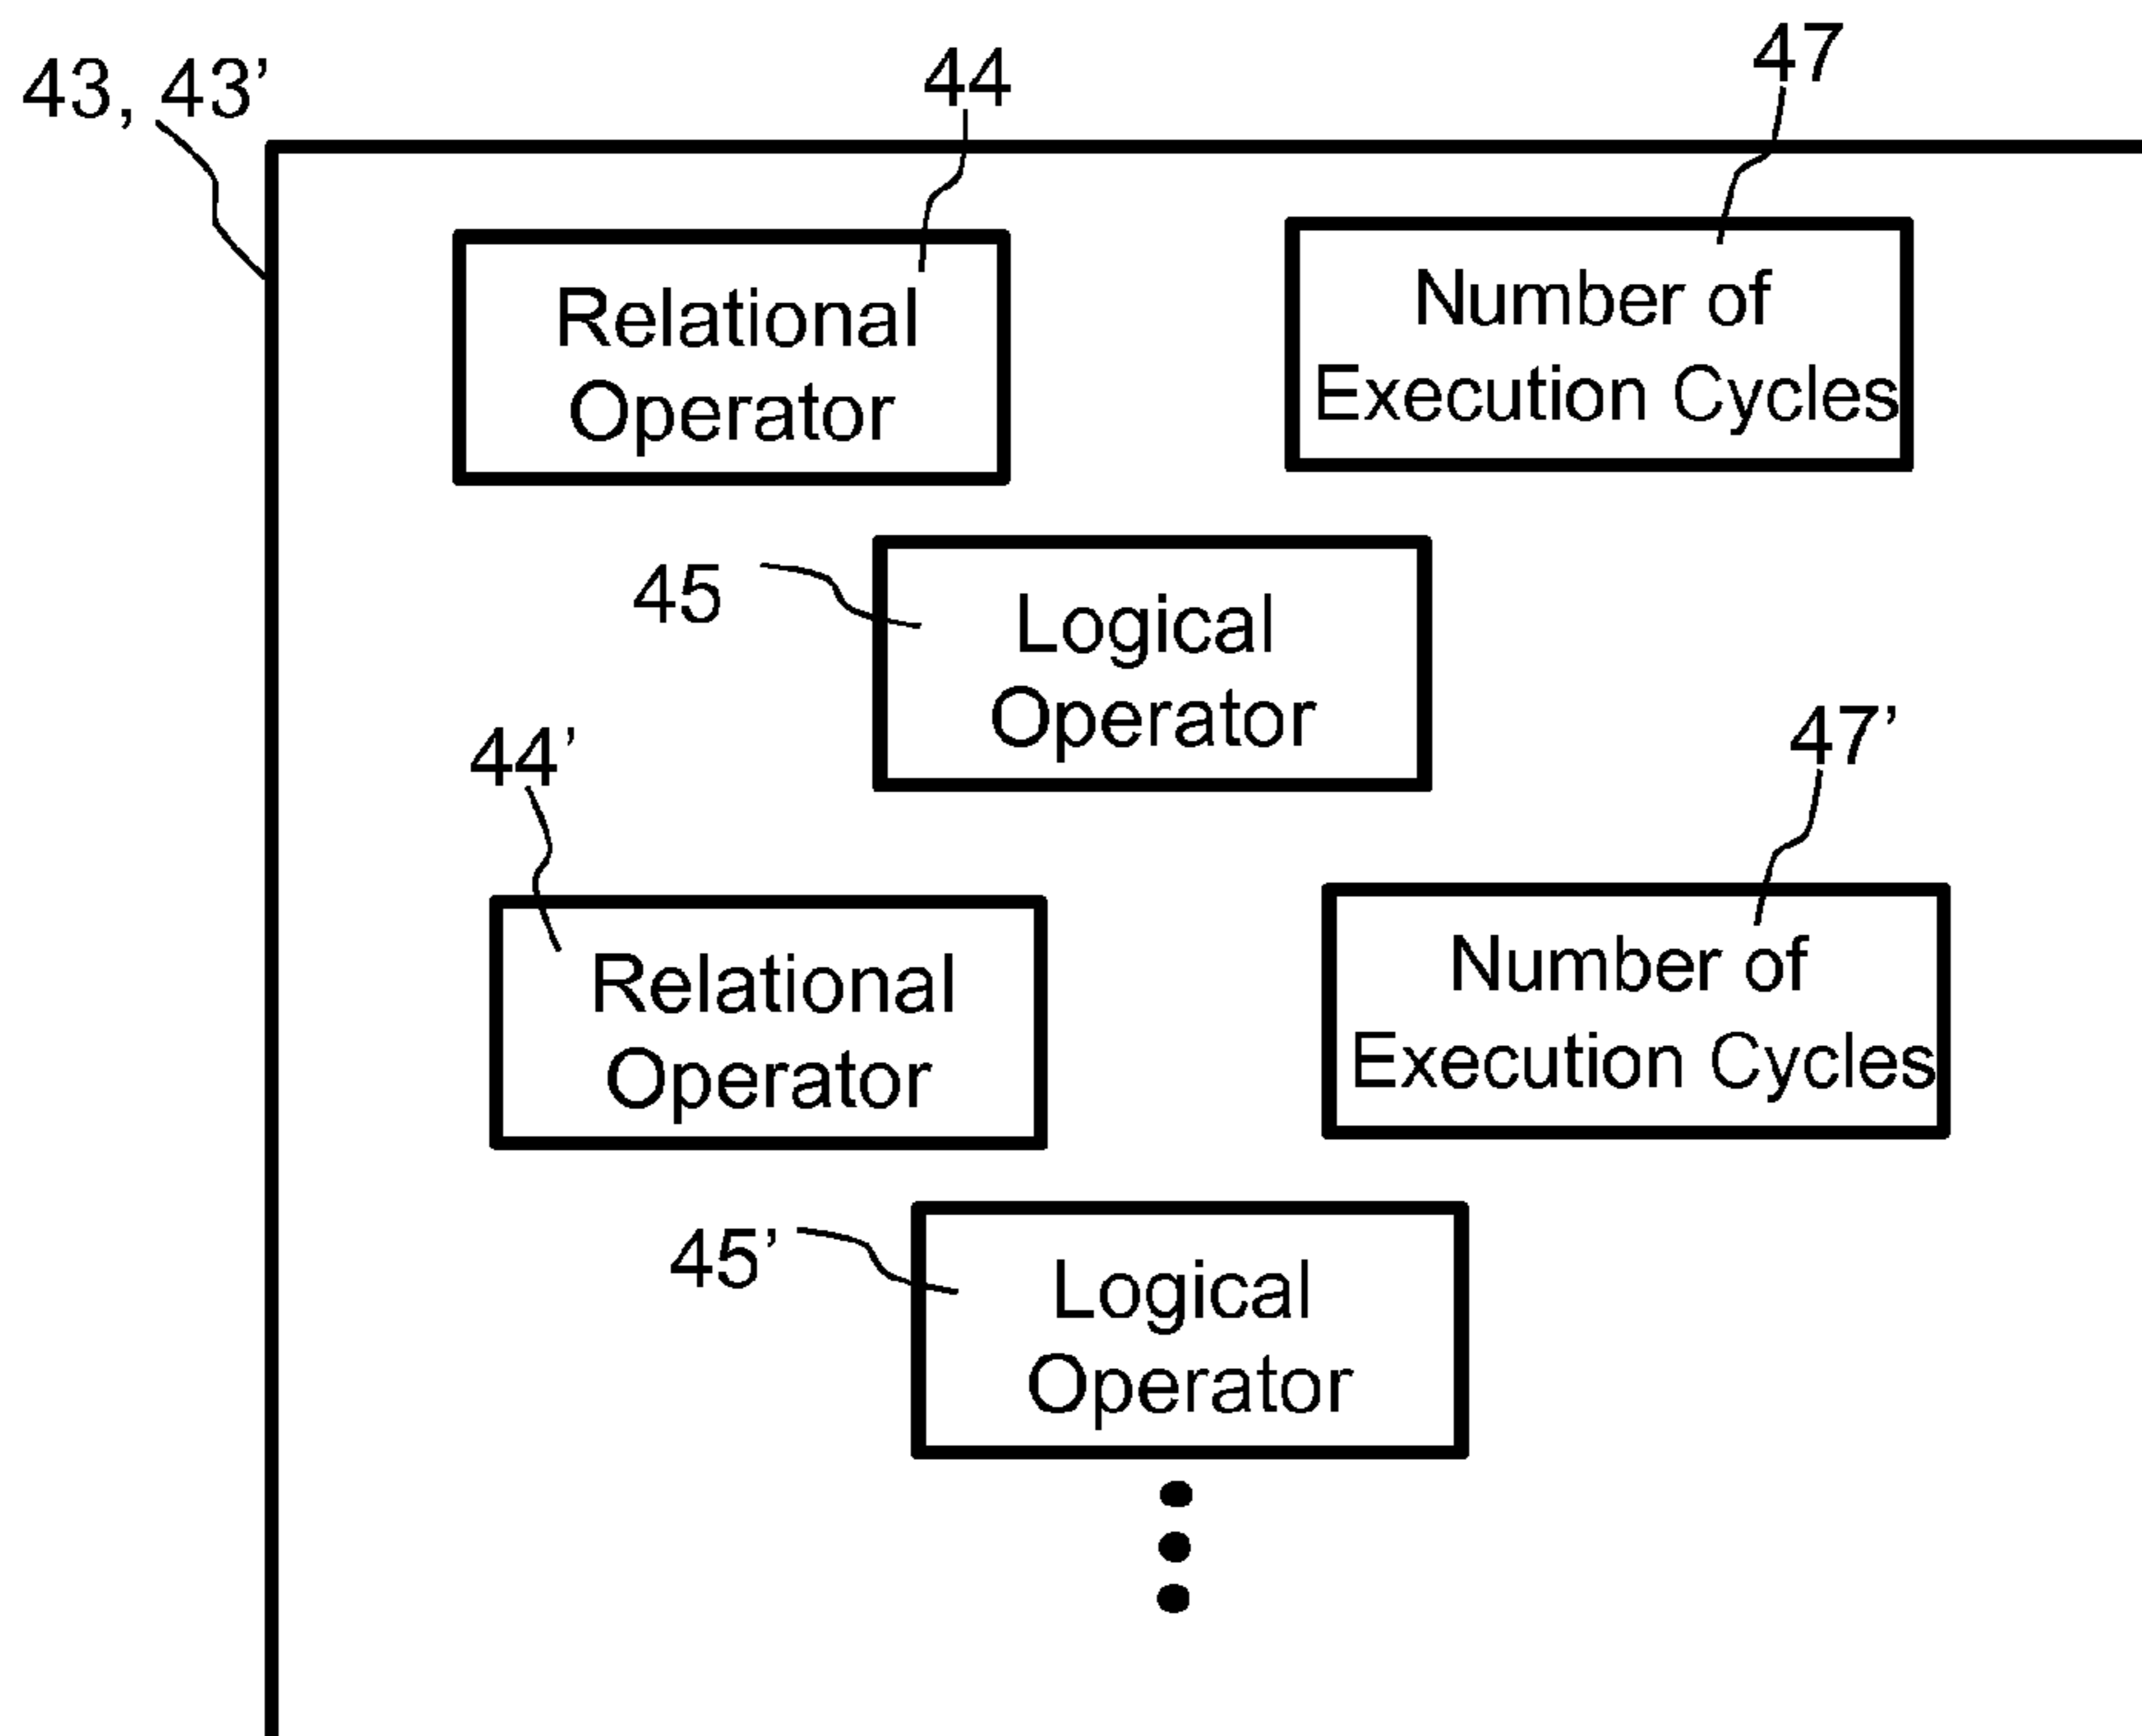 43, 43’
44
47
Relational
Operator
Number of
Execution Cycles
45
Logical
Operator
44’
47’
Relational
Operator
Number of
Execution Cycles
45’
Logical
Operator